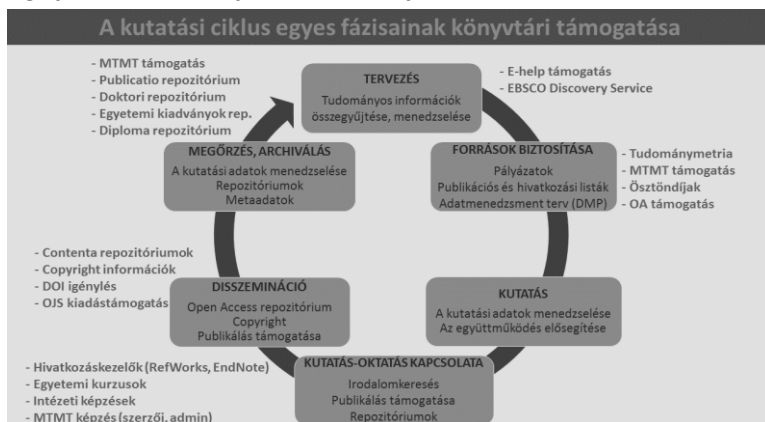 A kutatási ciklus egyes fázisainak könyvtári támogatása
- MTMT támogatás
- Publicatio repozitórium
- Doktori repozitórium
- Egyetemi kiadványok rep.
- Diploma repozitórium
TERVEZÉS
Tudományos információk
összegyűjtése, menedzselése
- E-help támogatás
- EBSCO Discovery Service
MEGŐRZÉS, ARCHIVÁLÁS
A kutatási adatok menedzselése
Repozitóriumok
Metaadatok
FORRÁSOK BIZTOSÍTÁSA
Pályázatok
Publikációs és hivatkozási listák
Adatmenedzsment terv (DMP)
- Tudománymetria
- MTMT támogatás
- Ösztöndíjak
- OA támogatás
- Contenta repozitóriumok
- Copyright információk
- DOI igénylés
- OJS kiadástámogatás
DISSZEMINÁCIÓ
Open Access repozitórium
Copyright
Publikálás támogatása
KUTATÁS
A kutatási adatok menedzselése
Az együttműködés elősegítése
- Hivatkozáskezelők (RefWorks, EndNote)
- Egyetemi kurzusok
- Intézeti képzések
- MTMT képzés (szerzői, admin)
KUTATÁS-OKTATÁS KAPCSOLATA
Irodalomkeresés
Publikálás támogatása
Repozitóriumok